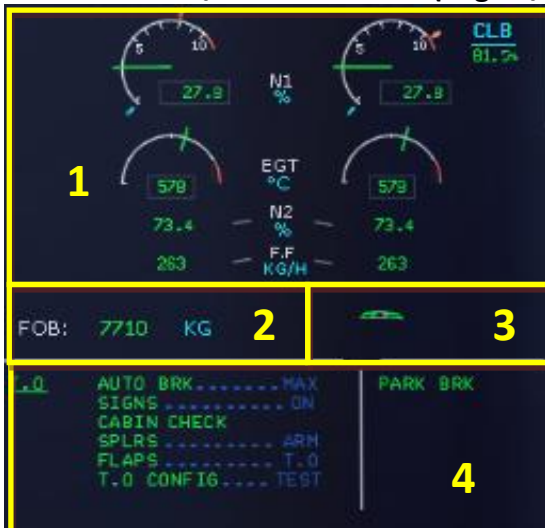 5 10 5 10 CLB
81.5%
27.8 N1 % 27.8
1
EGT °C
578 578
73.4 N2 % 73.4
263 F.F KG/H 263
FOB: 7710 KG 2 3
T.O AUTO BRK.......MAX PARK BRK
SIGNS..........ON
CABIN CHECK
SPLRS.........ARM
FLAPS.........T.O
T.O CONFIG....TEST
4